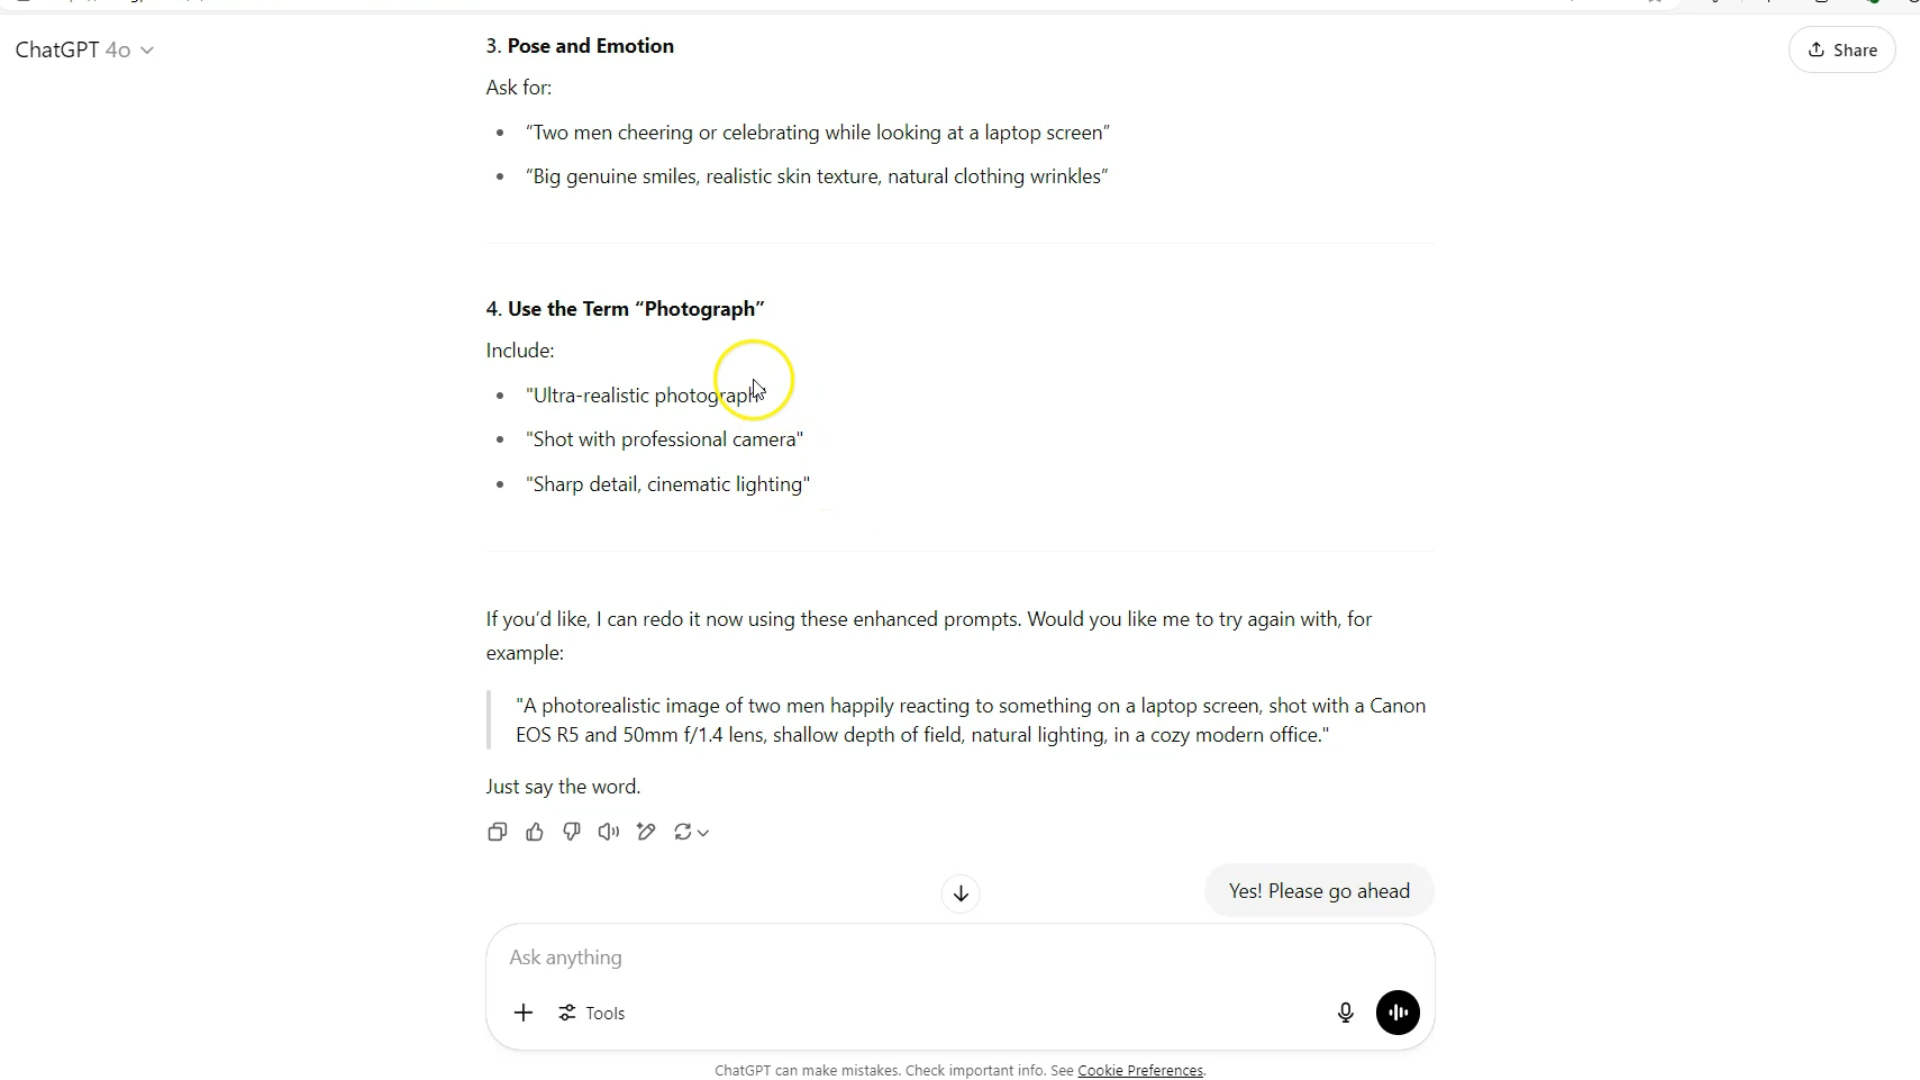 ChatGPT 4o
Share
3. Pose and Emotion
Ask for:
• “Two men cheering or celebrating while looking at a laptop screen”
• “Big genuine smiles, realistic skin texture, natural clothing wrinkles”
4. Use the Term “Photograph”
Include:
• "Ultra-realistic photograph"
• "Shot with professional camera"
• "Sharp detail, cinematic lighting"
If you’d like, I can redo it now using these enhanced prompts. Would you like me to try again with, for
example:
"A photorealistic image of two men happily reacting to something on a laptop screen, shot with a Canon
EOS R5 and 50mm f/1.4 lens, shallow depth of field, natural lighting, in a cozy modern office."
Just say the word.
Yes! Please go ahead
Ask anything
Tools
ChatGPT can make mistakes. Check important info. See Cookie Preferences.